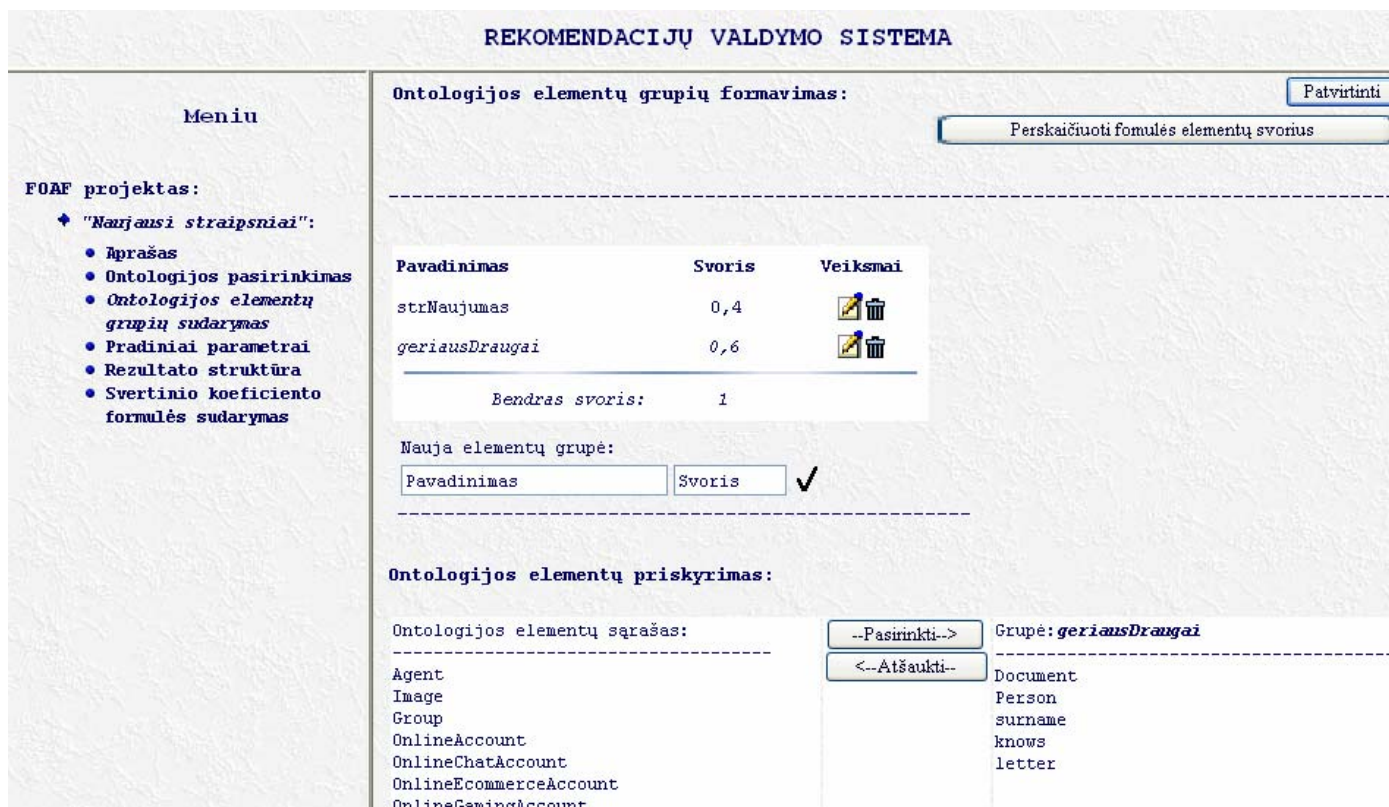 REKOMENDACIJŲ VALDYMO SISTEMA
Meniu
FOAF projektas:
"Naujausi straipsniai":
Aprašas
Ontologijos pasirinkimas
Ontologijos elementų
grupių sudarymas
Pradiniai parametrai
Rezultato struktūra
Svertinio koeficiento
formulės sudarymas
Ontologijos elementų grupių formavimas:
Patvirtinti
Perskaičiuoti fomulės elementų svorius
Pavadinimas Svoris Veiksmai
strNaujumas 0,4
geriausDraugai 0,6
Bendras svoris: 1
Nauja elementų grupė:
Pavadinimas Svoris
Ontologijos elementų priskyrimas:
Ontologijos elementų sąrašas:
Agent
Image
Group
OnlineAccount
OnlineChatAccount
OnlineEcommerceAccount
OnlineGamingAccount
--Pasirinkti-->
<--Atšaukti--
Grupė: geriausDraugai
Document
Person
surname
knows
letter